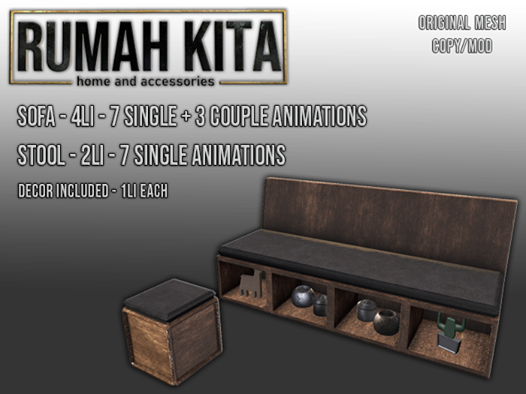 RUMAH KITA
home and accessories
ORIGINAL MESH
COPY/MOD
SOFA - 4LI - 7 SINGLE + 3 COUPLE ANIMATIONS
STOOL - 2LI - 7 SINGLE ANIMATIONS
DECOR INCLUDED - 1LI EACH